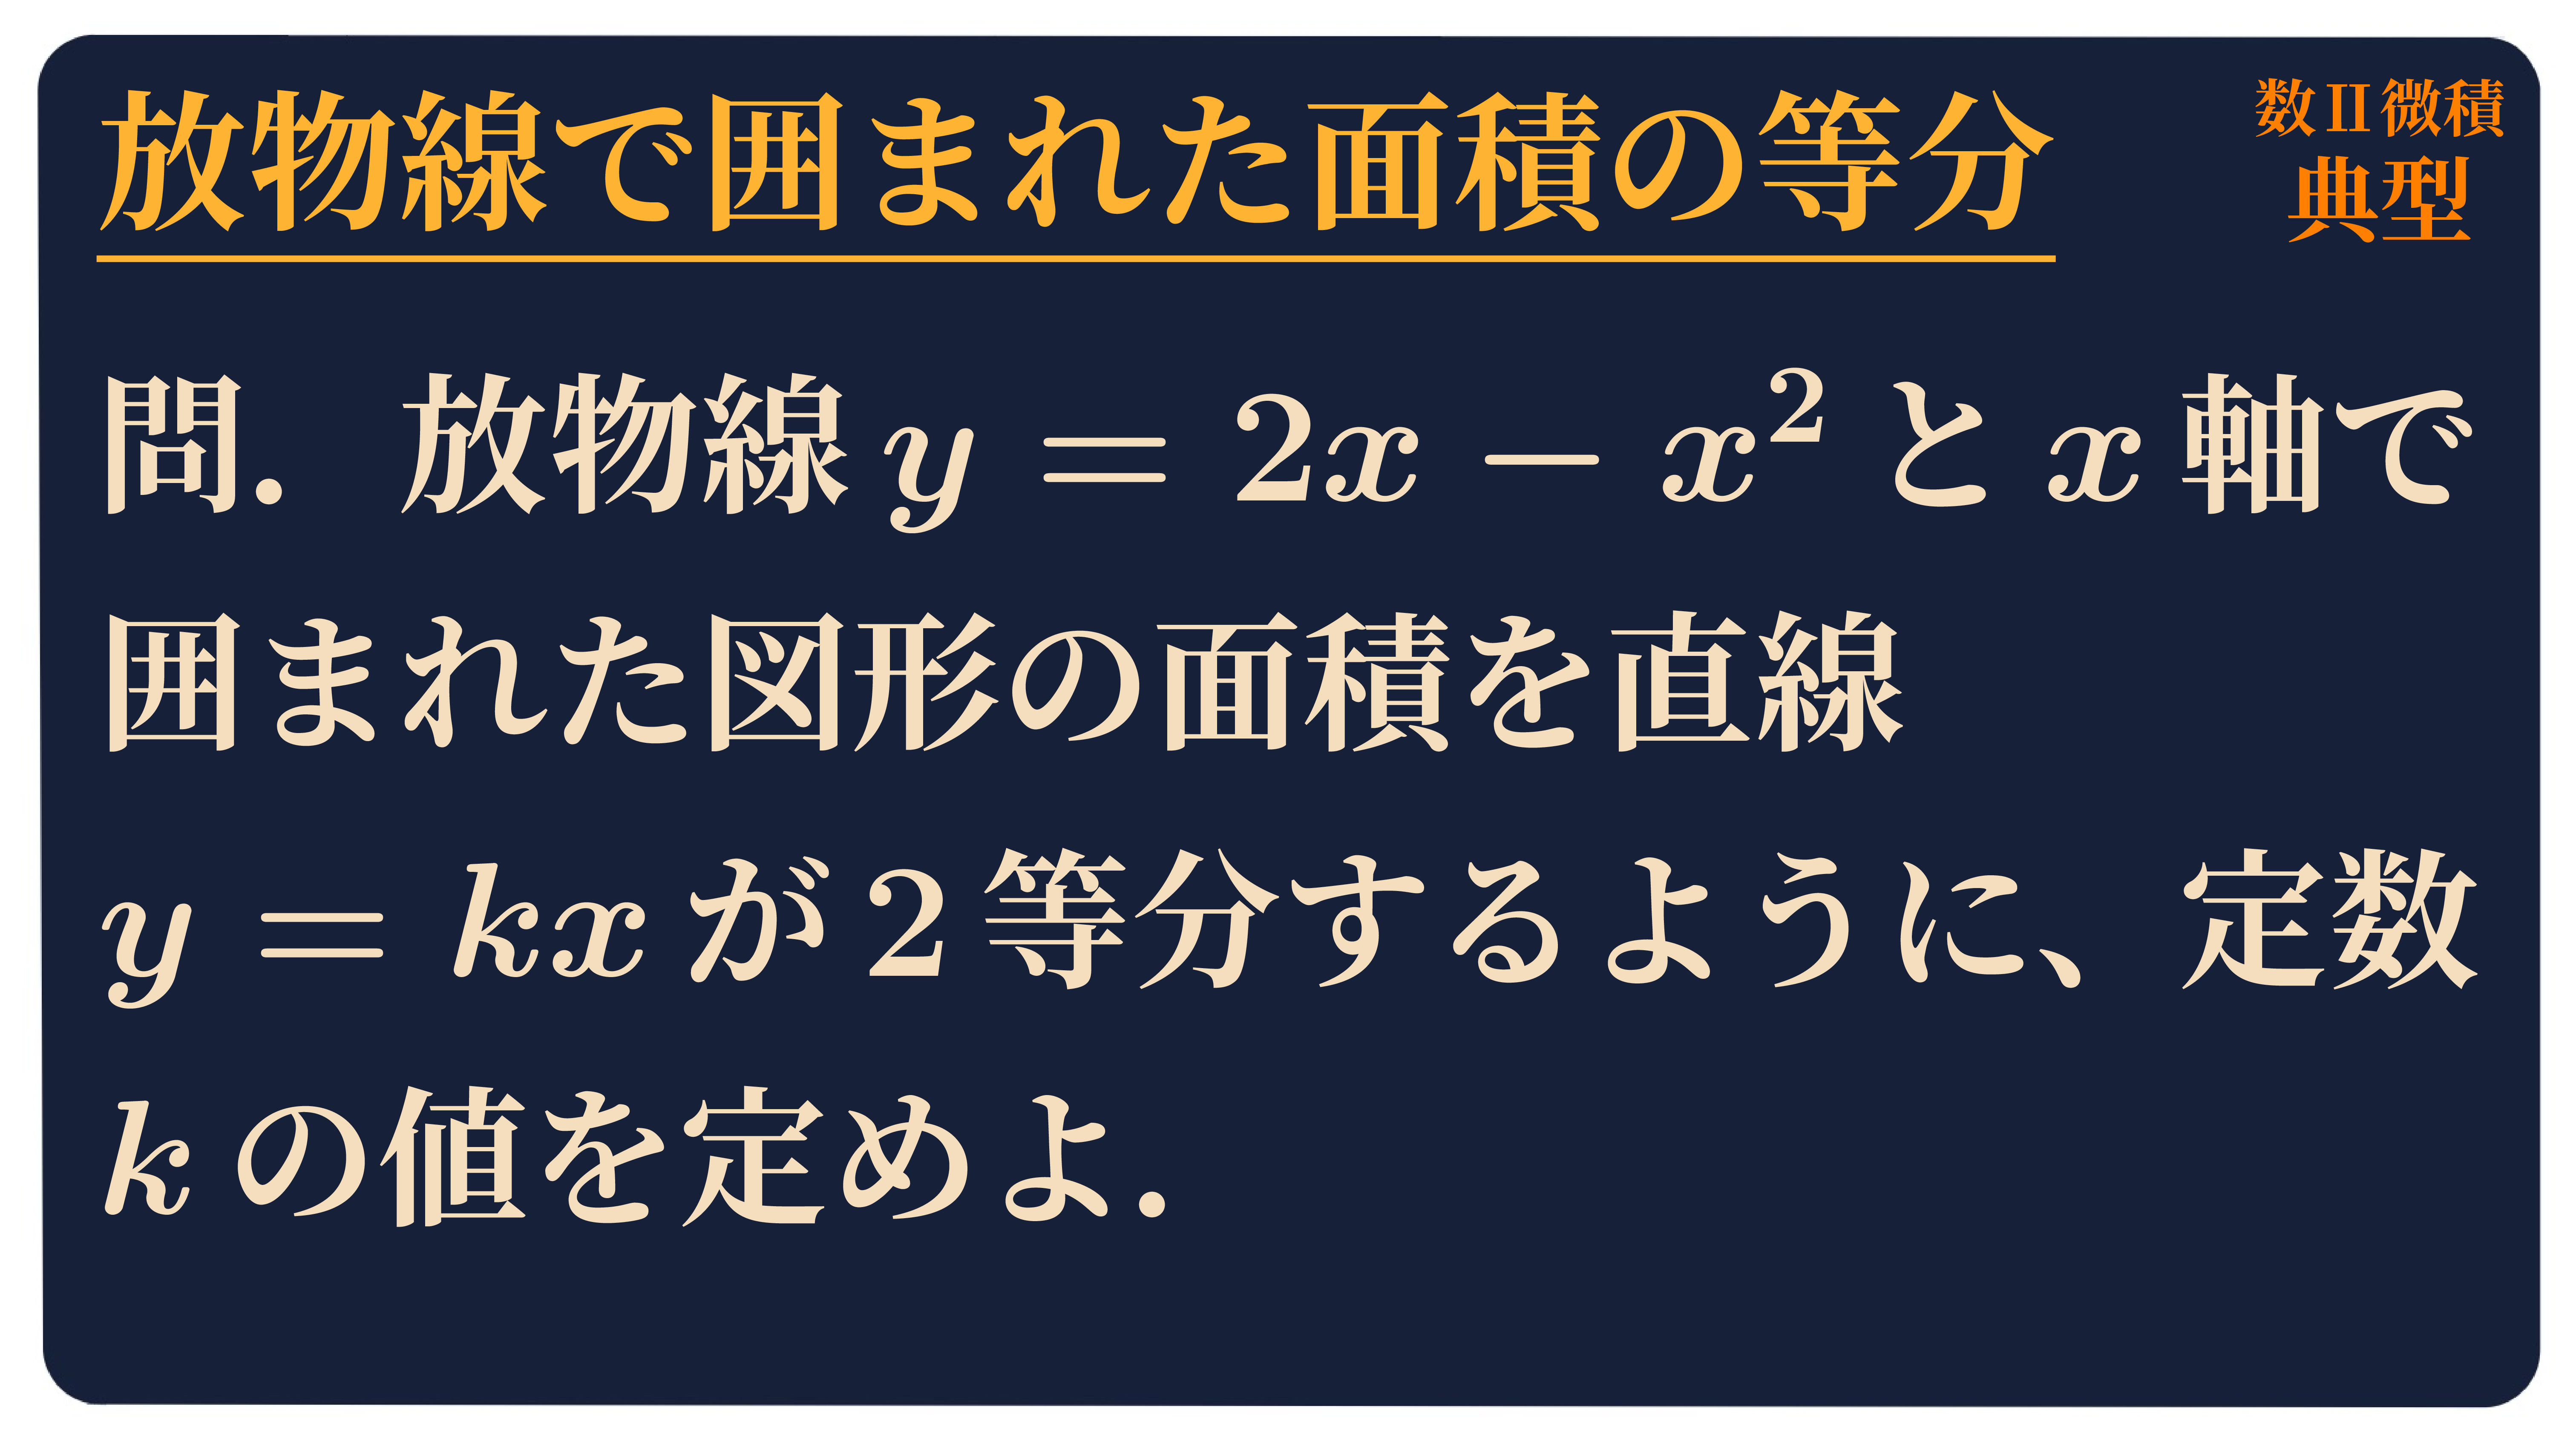 放物線で囲まれた面積の等分
数Ⅱ微積
典型
問. 放物線 y = 2x − x² と x 軸で
囲まれた図形の面積を直線
y = kx が 2 等分するように、定数
k の値を定めよ.